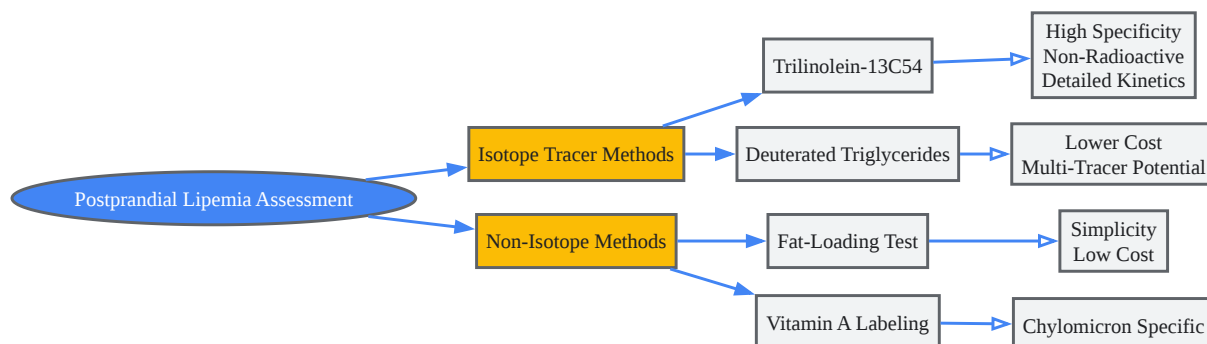 Postprandial Lipemia Assessment
Isotope Tracer Methods
Non-Isotope Methods
Trilinolein-13C54
Deuterated Triglycerides
Fat-Loading Test
Vitamin A Labeling
High Specificity
Non-Radioactive
Detailed Kinetics
Lower Cost
Multi-Tracer Potential
Simplicity
Low Cost
Chylomicron Specific